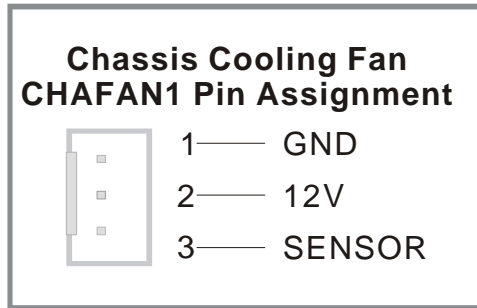 Chassis Cooling Fan
CHAFAN1 Pin Assignment
1 GND
2 12V
3 SENSOR